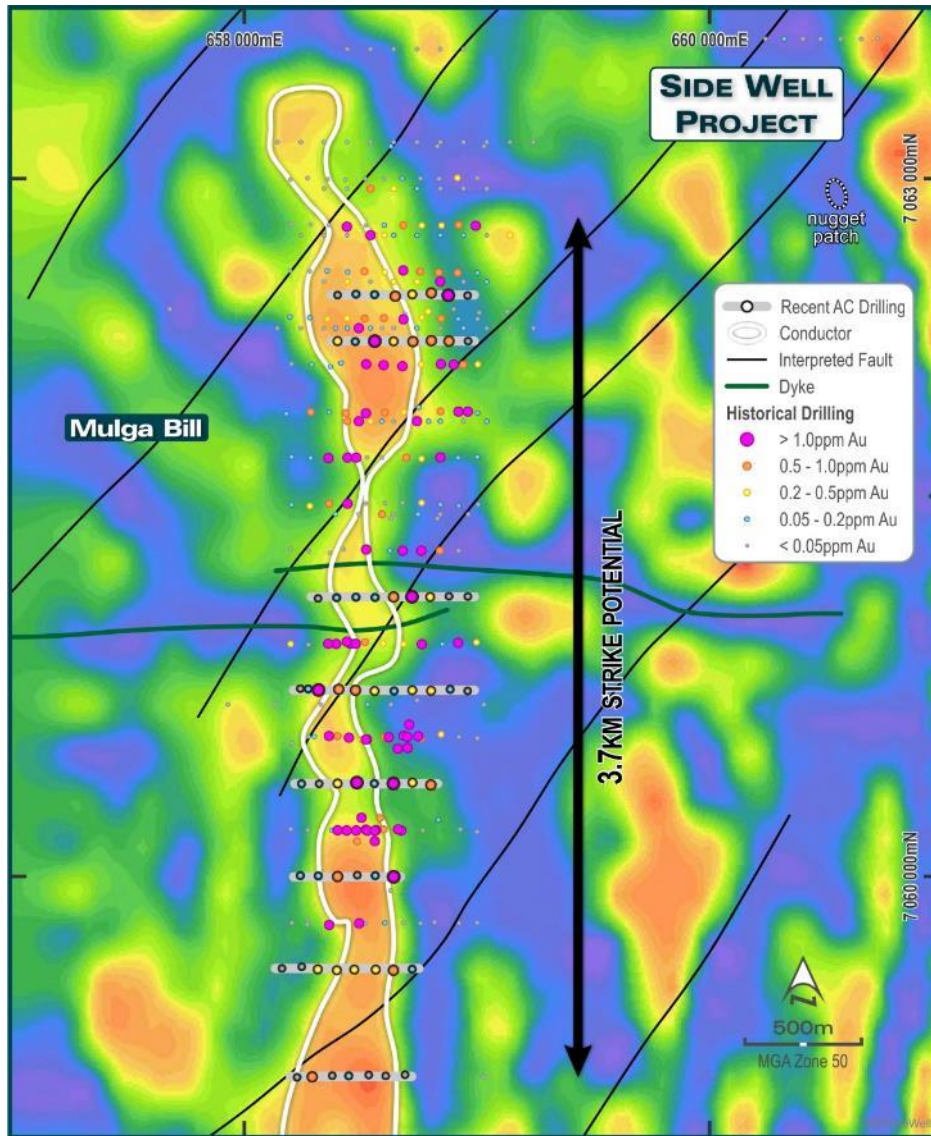 658 000mE
660 000mE
SIDE WELL
PROJECT
7 063 000mN
nugget
patch
Recent AC Drilling
Conductor
Interpreted Fault
Dyke
Historical Drilling
> 1.0ppm Au
0.5 - 1.0ppm Au
0.2 - 0.5ppm Au
0.05 - 0.2ppm Au
< 0.05ppm Au
Mulga Bill
3.7KM STRIKE POTENTIAL
7 060 000mN
N
500m
MGA Zone 50